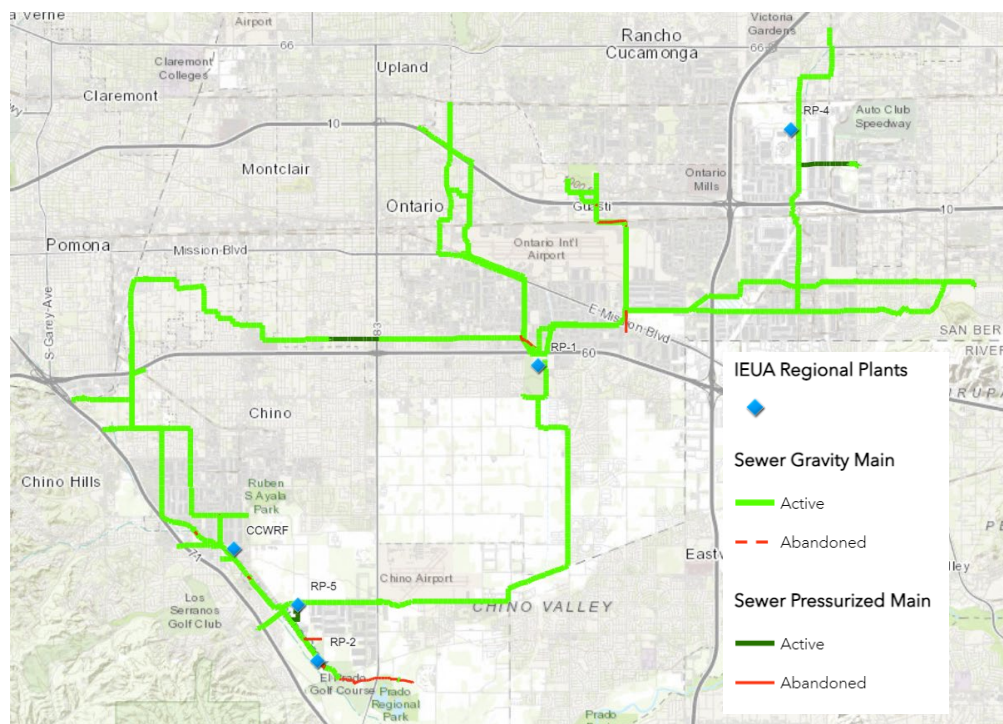 a Verne
Airport
Victoria
Gardens
Rancho
Cucamonga
66
66
Claremont
Colleges
Upland
Claremont
RP-4
Auto Club
Speedway
10
Montclair
Ontario
Mills
Ontario
Guasti
10
Pomona
Mission-Blvd
Ontario Int'l
Airport
S-Garey-Ave
E-Mission-Blvd
83
SAN BER
RIVER
RP-1
60
IEUA Regional Plants
Chino
Sewer Gravity Main
Chino Hills
Ruben
S Ayala
Park
Active
CCWRF
Abandoned
71
Eastv
lley
RP-5
Chino Airport
Los
Serranos
Golf Club
CHINO VALLEY
Sewer Pressurized Main
RP-2
Active
El Prado
Golf Course
Prado
Regional
Park
Abandoned
Prado